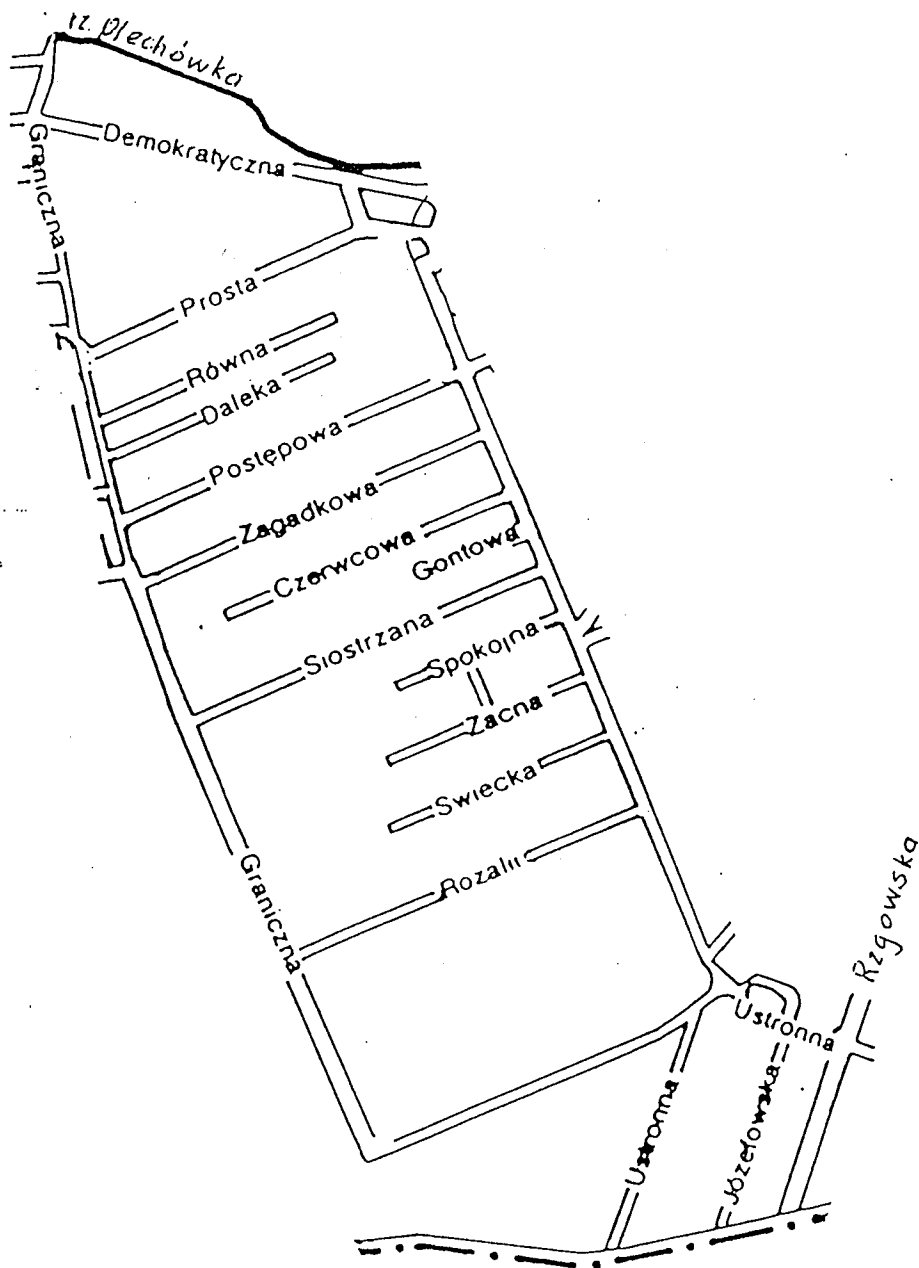 rz. Olechówka
Demokratyczna
Graniczna
Prosta
Równa
Daleka
Postępowa
Zagadkowa
Czerwcowa
Gontowa
Siostrzana
Spokojna
Zacna
Swiecka
Rozalii
Graniczna
Rzgowska
Ustronna
Ustronna
Józefowska